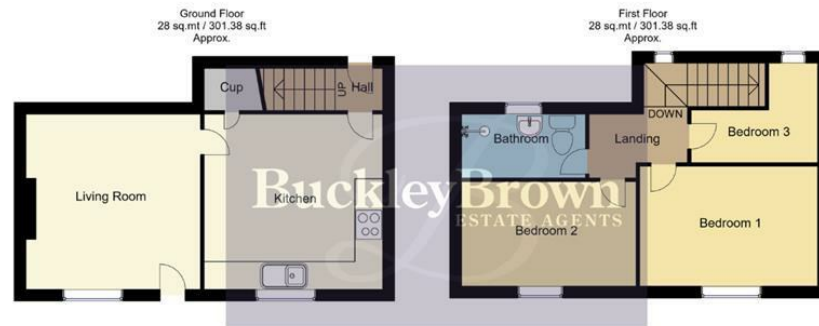 Ground Floor
28 sq.mt / 301.38 sq.ft
Approx.
Cup
UP
Hall
Living Room
Kitchen
First Floor
28 sq.mt / 301.38 sq.ft
Approx.
DOWN
Bathroom
Landing
Bedroom 3
Bedroom 2
Bedroom 1
BuckleyBrown
ESTATE AGENTS